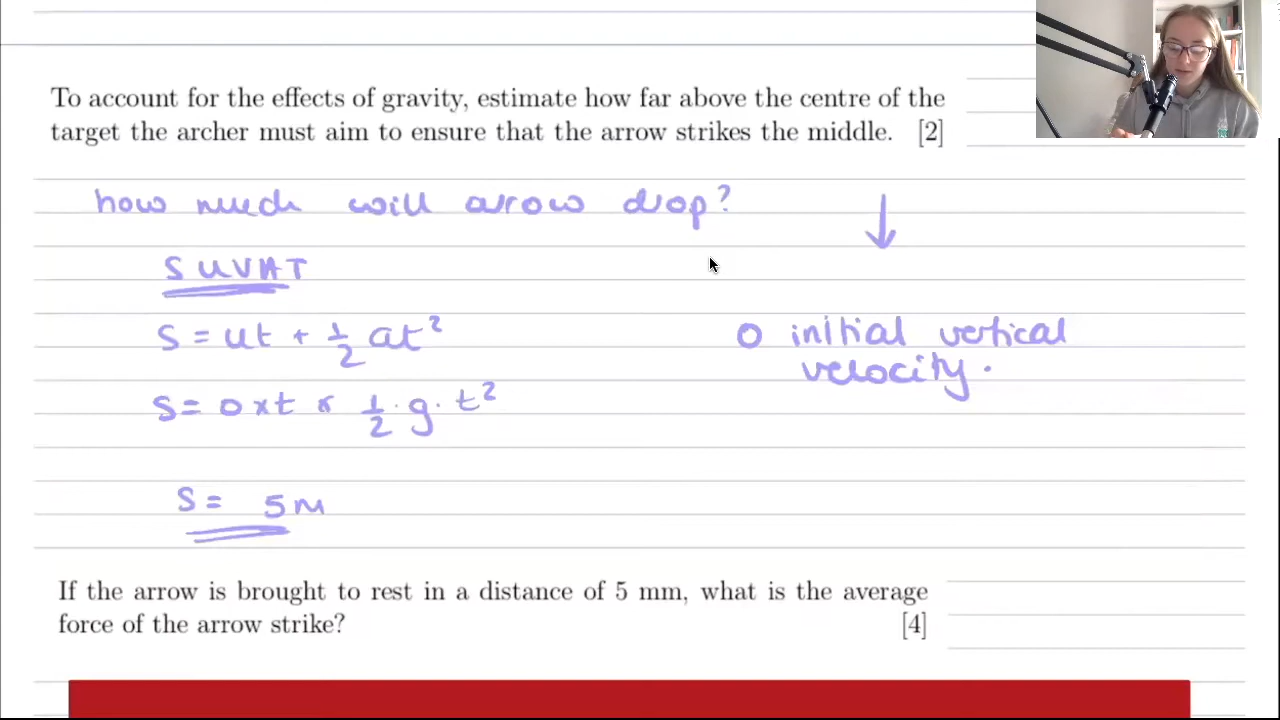 To account for the effects of gravity, estimate how far above the centre of the
target the archer must aim to ensure that the arrow strikes the middle. [2]
how much will arrow drop?
SUVAT
S = ut + 1/2 at²
0 initial vertical
velocity.
S = 0 x t x 1/2 · g · t²
S = 5m
If the arrow is brought to rest in a distance of 5 mm, what is the average
force of the arrow strike? [4]